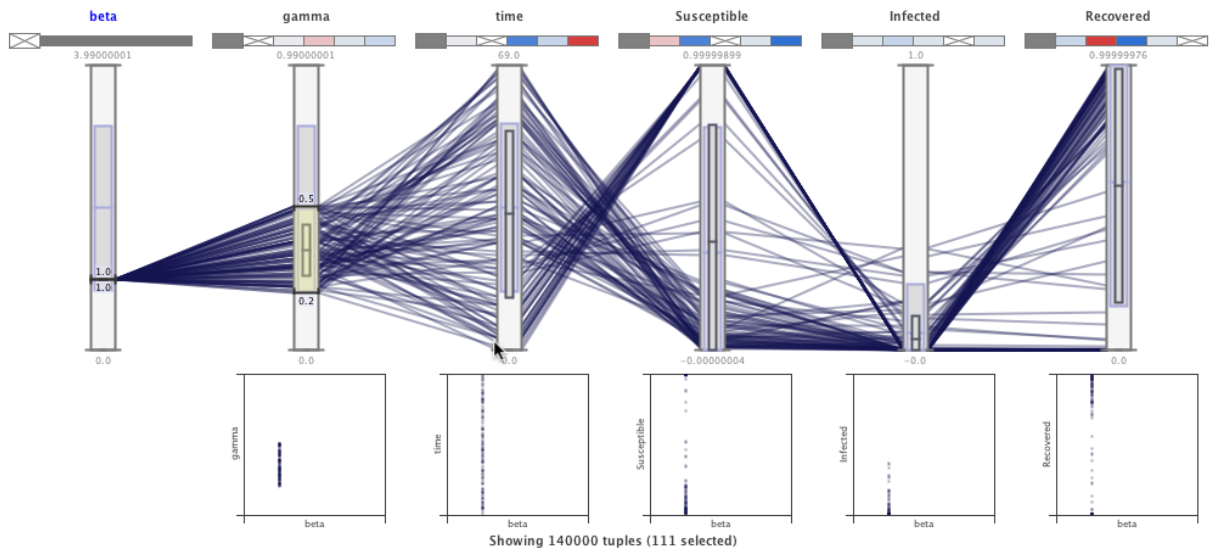 beta gamma time Susceptible Infected Recovered
3.99000001 0.99000001 69.0 0.99999899 1.0 0.99999976
0.5
1.0
1.0
0.2
0.0 0.0 0.0 -0.00000004 -0.0 0.0
gamma time Susceptible Infected Recovered
beta beta beta beta beta
Showing 140000 tuples (111 selected)